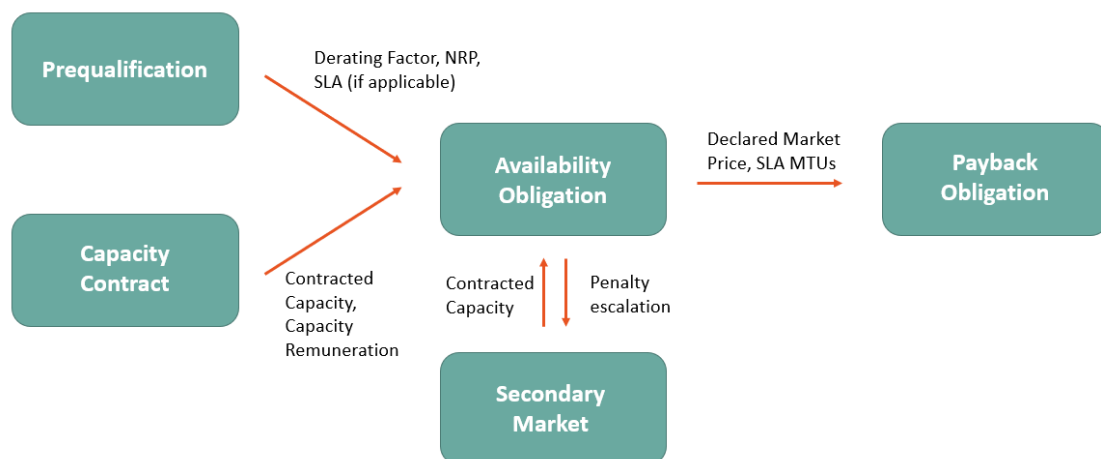 Prequalification
Derating Factor, NRP,
SLA (if applicable)
Availability
Obligation
Declared Market
Price, SLA MTUs
Payback
Obligation
Capacity
Contract
Contracted
Capacity,
Capacity
Remuneration
Contracted
Capacity
Penalty
escalation
Secondary
Market